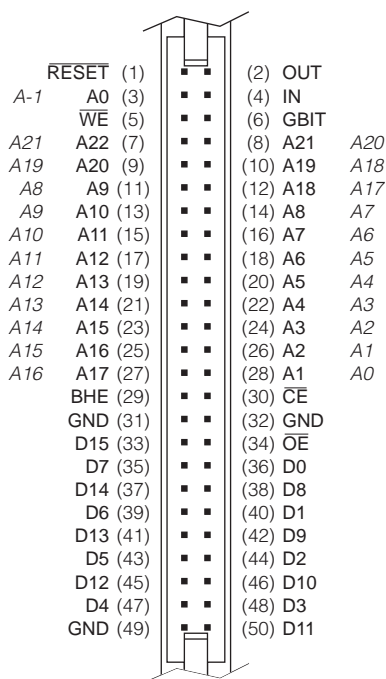 RESET (1) (2) OUT
A-1 A0 (3) (4) IN
WE (5) (6) GBIT
A21 A22 (7) (8) A21 A20
A19 A20 (9) (10) A19 A18
A8 A9 (11) (12) A18 A17
A9 A10 (13) (14) A8 A7
A10 A11 (15) (16) A7 A6
A11 A12 (17) (18) A6 A5
A12 A13 (19) (20) A5 A4
A13 A14 (21) (22) A4 A3
A14 A15 (23) (24) A3 A2
A15 A16 (25) (26) A2 A1
A16 A17 (27) (28) A1 A0
BHE (29) (30) CE
GND (31) (32) GND
D15 (33) (34) OE
D7 (35) (36) D0
D14 (37) (38) D8
D6 (39) (40) D1
D13 (41) (42) D9
D5 (43) (44) D2
D12 (45) (46) D10
D4 (47) (48) D3
GND (49) (50) D11